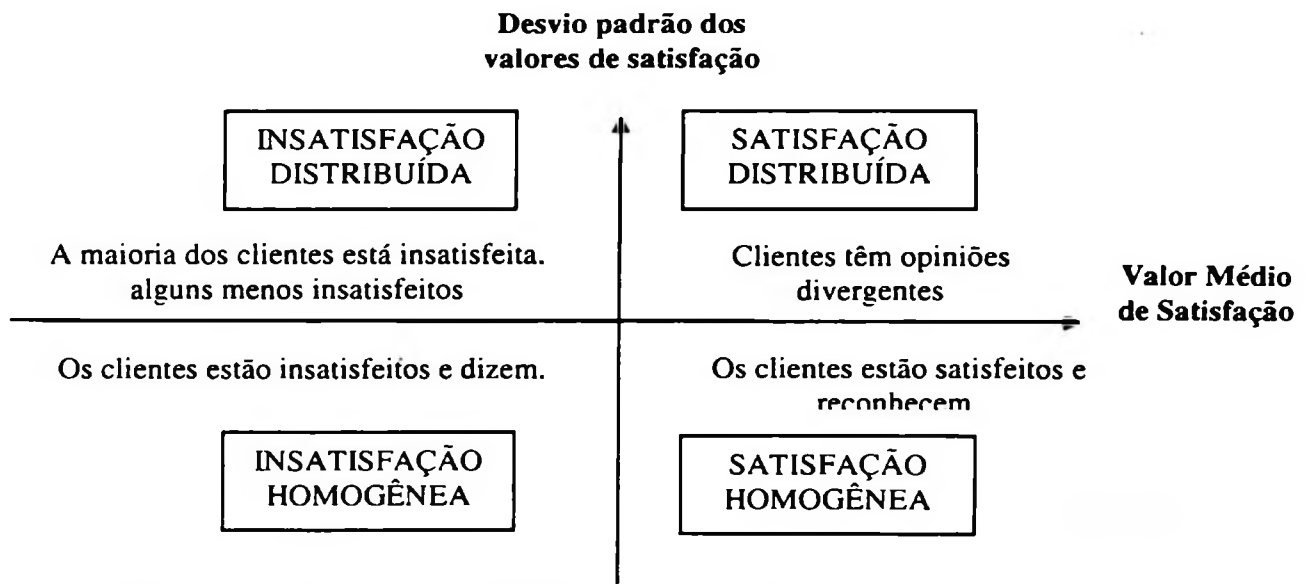 Desvio padrão dos
valores de satisfação
INSATISFAÇÃO
DISTRIBUÍDA
SATISFAÇÃO
DISTRIBUÍDA
A maioria dos clientes está insatisfeita.
alguns menos insatisfeitos
Clientes têm opiniões
divergentes
Valor Médio
de Satisfação
Os clientes estão insatisfeitos e dizem.
Os clientes estão satisfeitos e
reconhecem
INSATISFAÇÃO
HOMOGÊNEA
SATISFAÇÃO
HOMOGÊNEA